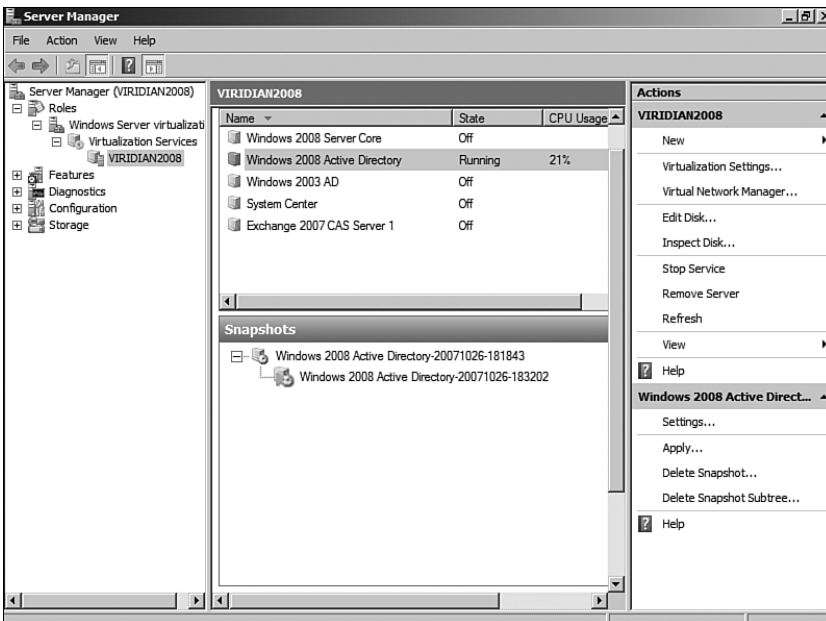 Server Manager
File Action View Help
Server Manager (VIRIDIAN2008)
Roles
Windows Server virtualizati
Virtualization Services
VIRIDIAN2008
Features
Diagnostics
Configuration
Storage
VIRIDIAN2008
Name State CPU Usage
Windows 2008 Server Core Off
Windows 2008 Active Directory Running 21%
Windows 2003 AD Off
System Center Off
Exchange 2007 CAS Server 1 Off
Snapshots
Windows 2008 Active Directory-20071026-181843
Windows 2008 Active Directory-20071026-183202
Actions
VIRIDIAN2008
New
Virtualization Settings...
Virtual Network Manager...
Edit Disk...
Inspect Disk...
Stop Service
Remove Server
Refresh
View
Help
Windows 2008 Active Direct...
Settings...
Apply...
Delete Snapshot...
Delete Snapshot Subtree...
Help